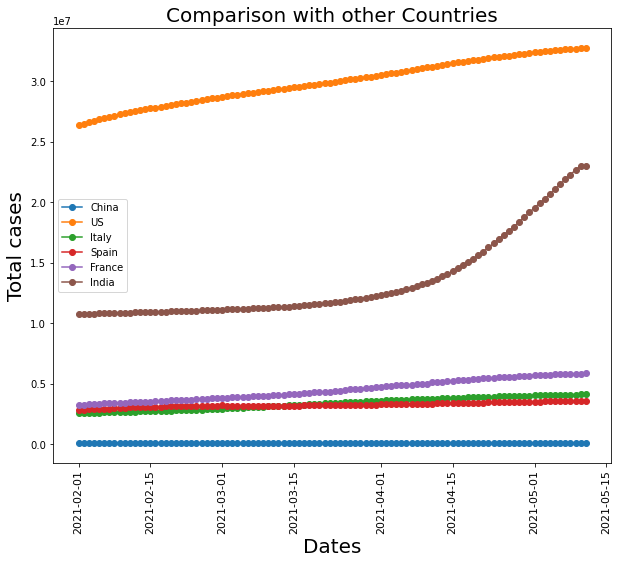 Comparison with other Countries
1e7
3.0
2.5
2.0
1.5
1.0
0.5
0.0
Total cases
China
US
Italy
Spain
France
India
2021-02-01
2021-02-15
2021-03-01
2021-03-15
2021-04-01
2021-04-15
2021-05-01
2021-05-15
Dates